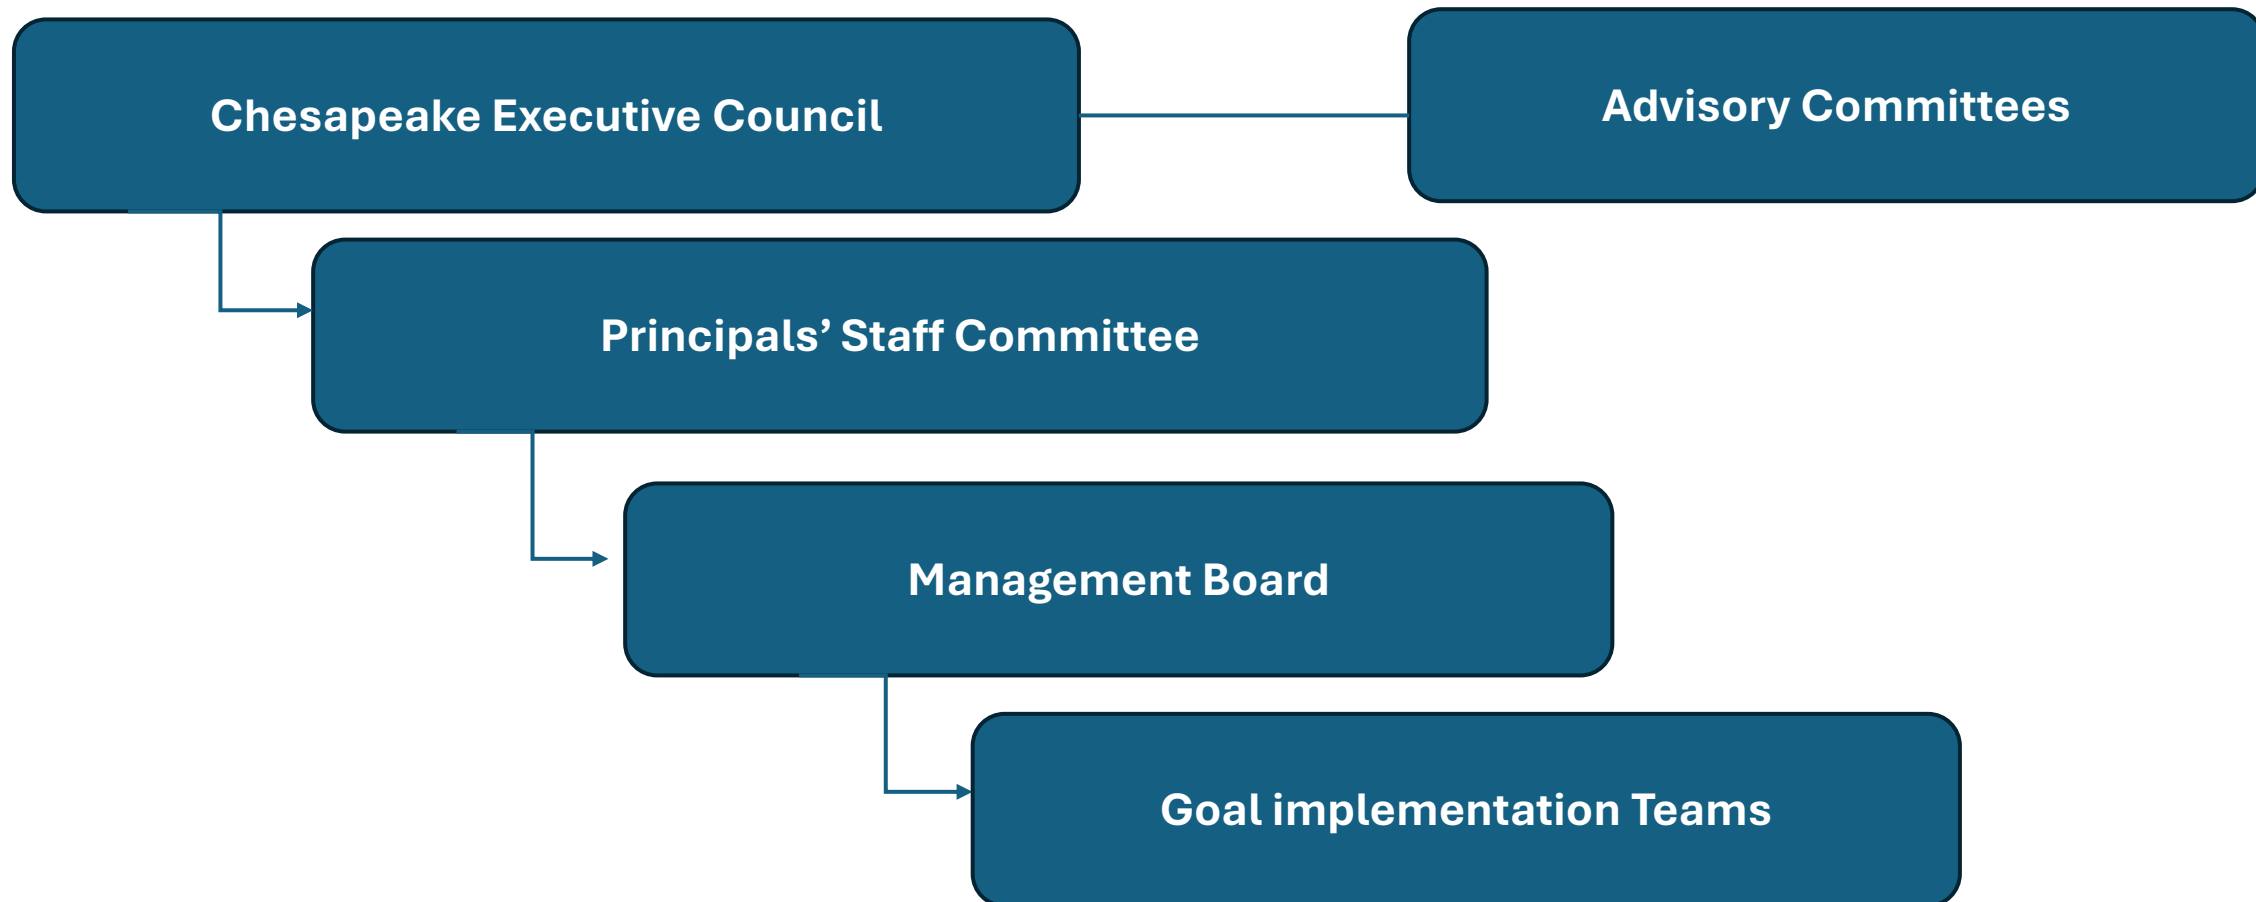 Chesapeake Executive Council
Advisory Committees
Principals’ Staff Committee
Management Board
Goal implementation Teams